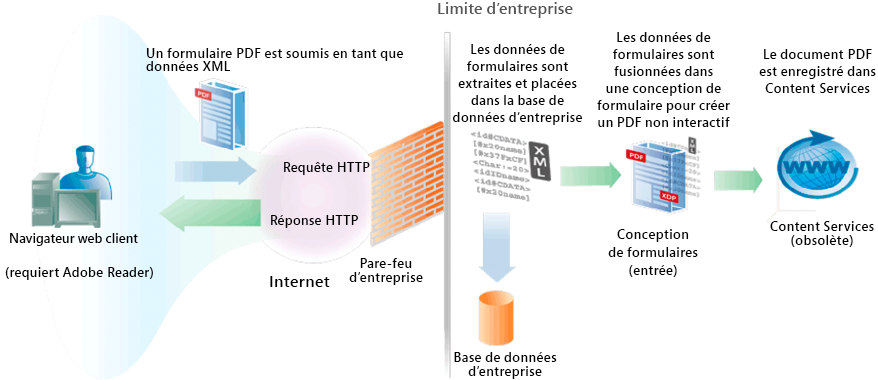 Limite d'entreprise
Un formulaire PDF est soumis en tant que
données XML
PDF
Requête HTTP
Réponse HTTP
Navigateur web client
(requiert Adobe Reader)
Internet
Pare-feu
d'entreprise
Les données de
formulaires sont
extraites et placées
dans la base de
données d'entreprise
<id@CDATA>
[@x20name]
[@x37FxCF]
<Char:=20>
<idIDname>
<id@CDATA>
[@x20name]
XML
Base de données
d'entreprise
Les données de
formulaires sont
fusionnées dans
une conception de
formulaire pour créer
un PDF non interactif
PDF
XDP
Conception
de formulaires
(entrée)
Le document PDF
est enregistré dans
Content Services
WWW
Content Services
(obsolète)